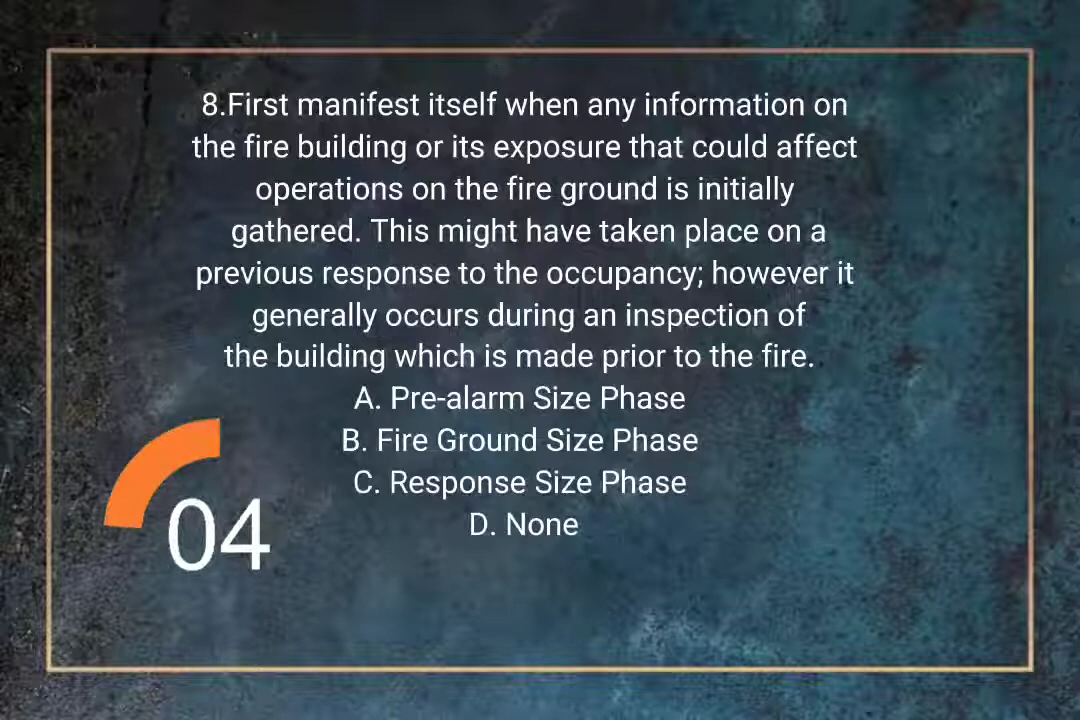 8.First manifest itself when any information on
the fire building or its exposure that could affect
operations on the fire ground is initially
gathered. This might have taken place on a
previous response to the occupancy; however it
generally occurs during an inspection of
the building which is made prior to the fire.
A. Pre-alarm Size Phase
B. Fire Ground Size Phase
C. Response Size Phase
D. None
04